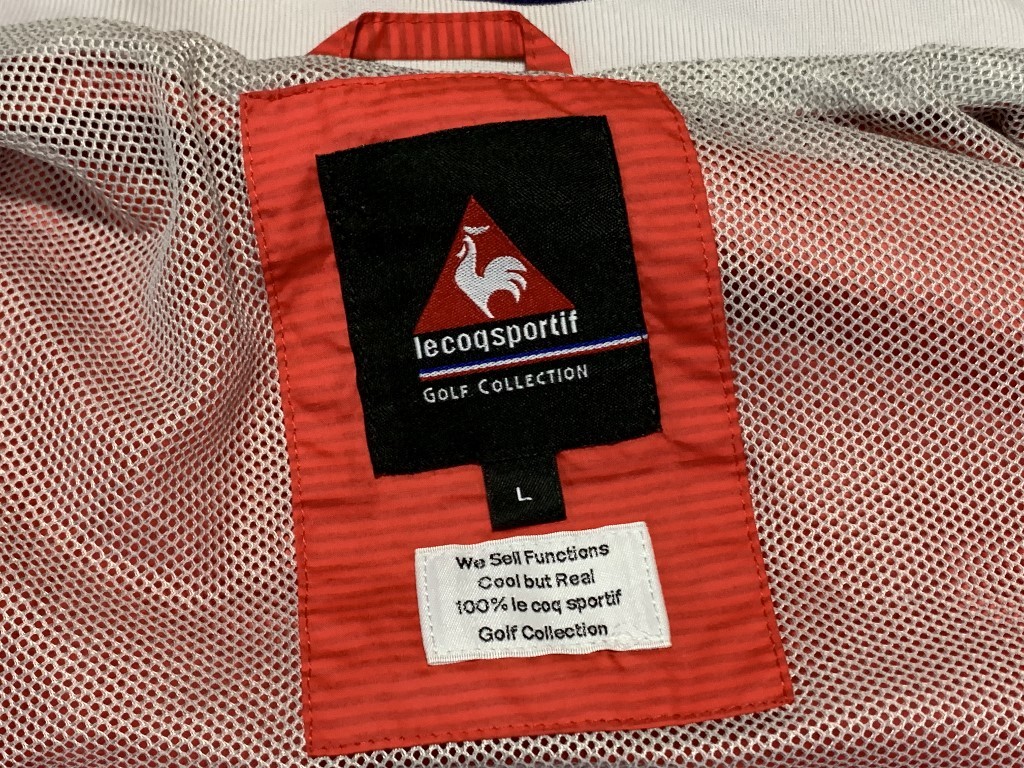 lecoqsportif
GOLF COLLECTION
L
We Sell Functions
Cool but Real
100% le coq sportif
Golf Collection